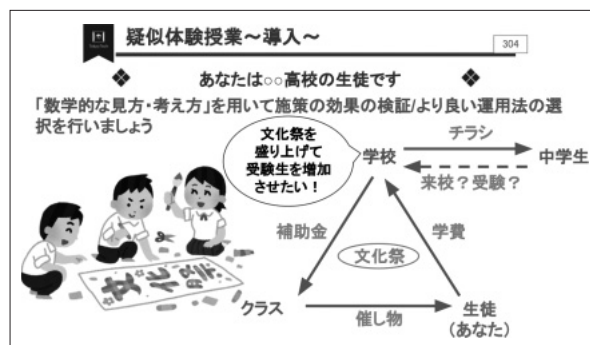 疑似体験授業～導入～
304
❖ あなたは○○高校の生徒です ❖
「数学的な見方・考え方」を用いて施策の効果の検証/より良い運用法の選
択を行いましょう
文化祭を
盛り上げて
受験生を増加
させたい！
学校
チラシ
中学生
来校？受験？
補助金
学費
文化祭
クラス
催し物
生徒
(あなた)